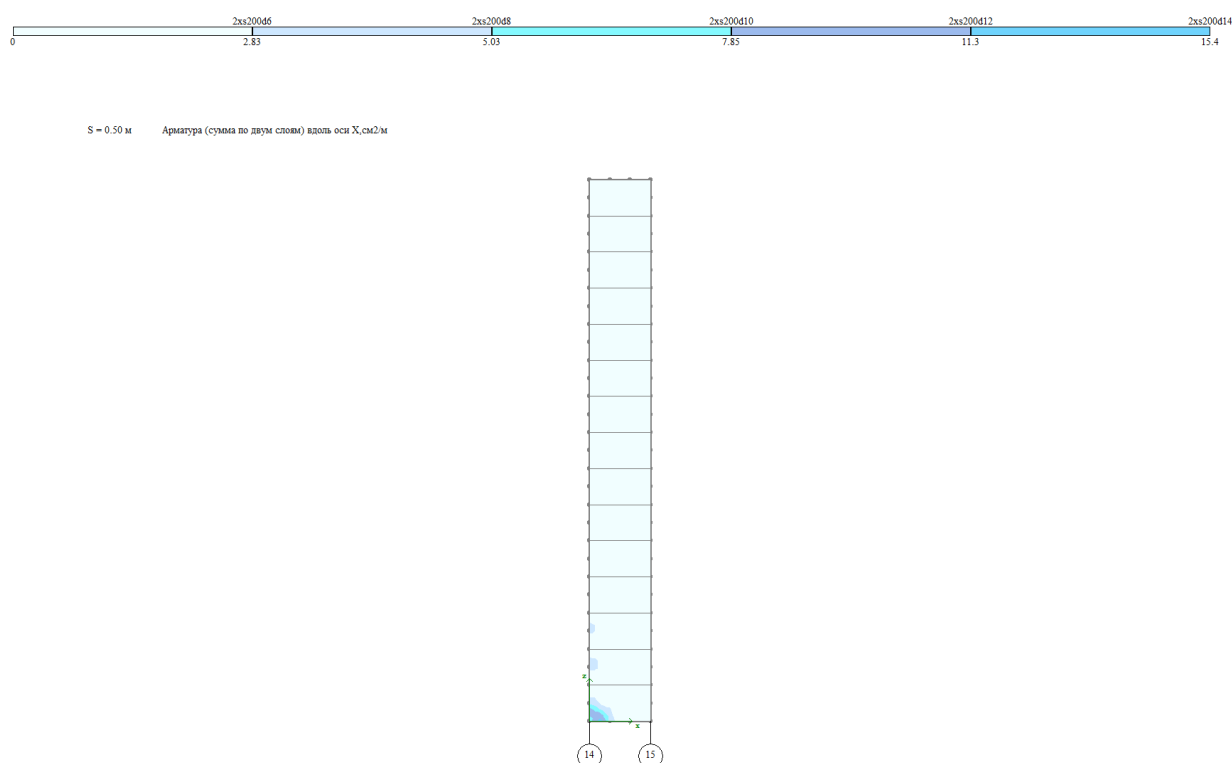 2xs200d6 2xs200d8 2xs200d10 2xs200d12 2xs200d14
0 2.83 5.03 7.85 11.3 15.4
S = 0.50 м Арматура (сумма по двум слоям) вдоль оси X,см2/м
z
x
14 15